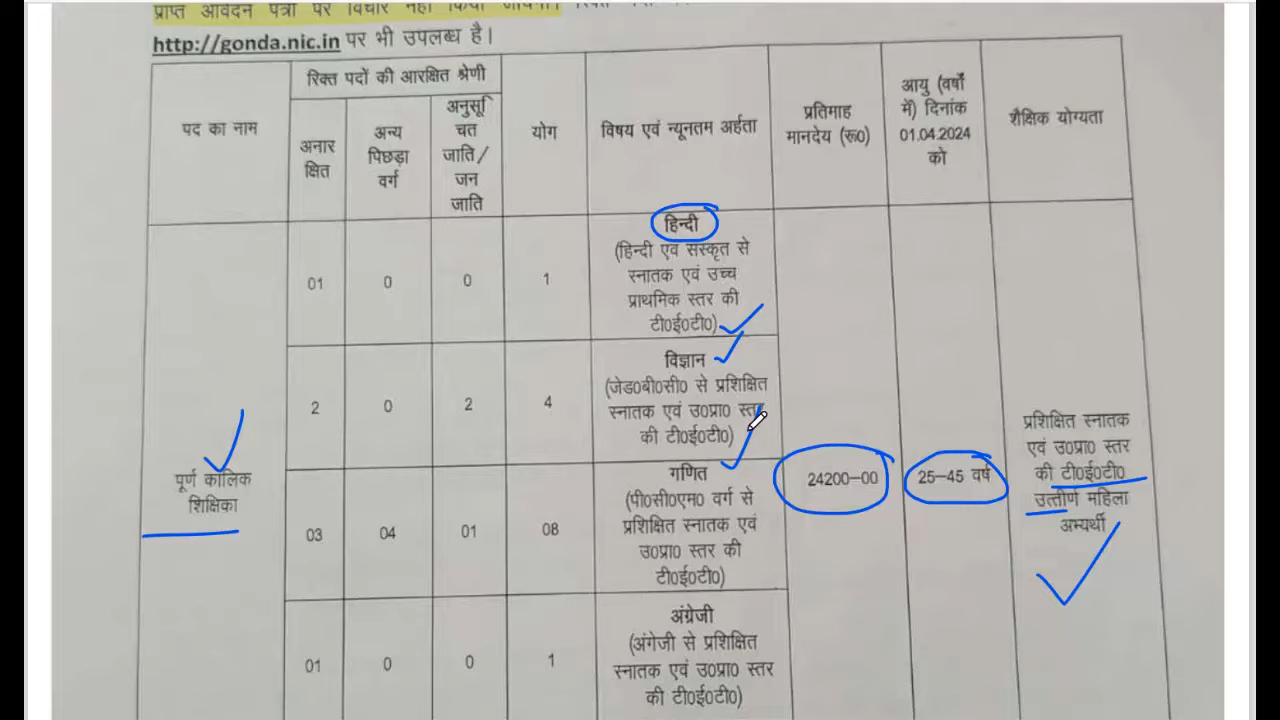 प्राप्त आवेदन पत्रों पर विचार नहीं किया जायेगा।
http://gonda.nic.in पर भी उपलब्ध है।
पद का नाम
रिक्त पदों की आरक्षित श्रेणी
अनार
क्षित
अन्य
पिछड़ा
वर्ग
अनुसू
चित
जाति/
जन
जाति
योग
विषय एवं न्यूनतम अर्हता
प्रतिमाह
मानदेय (रू0)
आयु (वर्षों
में) दिनांक
01.04.2024
को
शैक्षिक योग्यता
पूर्ण कालिक
शिक्षिका
01
0
0
1
हिन्दी
(हिन्दी एवं संस्कृत से
स्नातक एवं उच्च
प्राथमिक स्तर की
टी0ई0टी0)
2
0
2
4
विज्ञान
(जेड0बी0सी0 से प्रशिक्षित
स्नातक एवं उ0प्रा0 स्तर
की टी0ई0टी0)
03
04
01
08
गणित
(पी0सी0एम0 वर्ग से
प्रशिक्षित स्नातक एवं
उ0प्रा0 स्तर की
टी0ई0टी0)
01
0
0
1
अंग्रेजी
(अंगेजी से प्रशिक्षित
स्नातक एवं उ0प्रा0 स्तर
की टी0ई0टी0)
24200-00
25-45 वर्ष
प्रशिक्षित स्नातक
एवं उ0प्रा0 स्तर
की टी0ई0टी0
उत्तीर्ण महिला
अभ्यर्थी